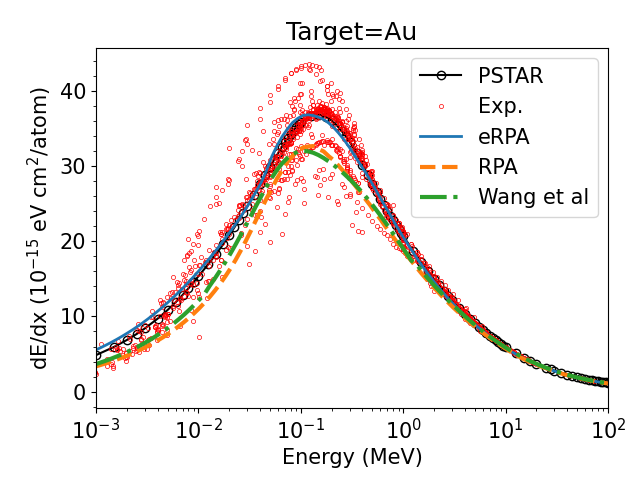 Target=Au
dE/dx (10⁻¹⁵ eV cm²/atom)
40
30
20
10
0
PSTAR
Exp.
eRPA
RPA
Wang et al
10⁻³ 10⁻² 10⁻¹ 10⁰ 10¹ 10²
Energy (MeV)